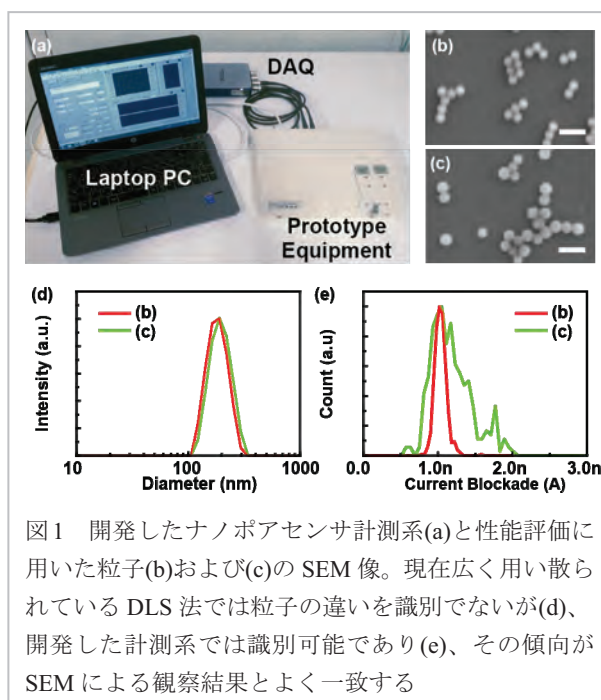 (a)
DAQ
Laptop PC
Prototype
Equipment
(b)
(c)
(d)
(b)
(c)
Intensity (a.u.)
10 100 1000
Diameter (nm)
(e)
(b)
(c)
Count (a.u)
0.0 1.0n 2.0n 3.0n
Current Blockade (A)
図1 開発したナノポアセンサ計測系(a)と性能評価に
用いた粒子(b)および(c)の SEM 像。現在広く用い散ら
れている DLS 法では粒子の違いを識別でないが(d)、
開発した計測系では識別可能であり(e)、その傾向が
SEM による観察結果とよく一致する